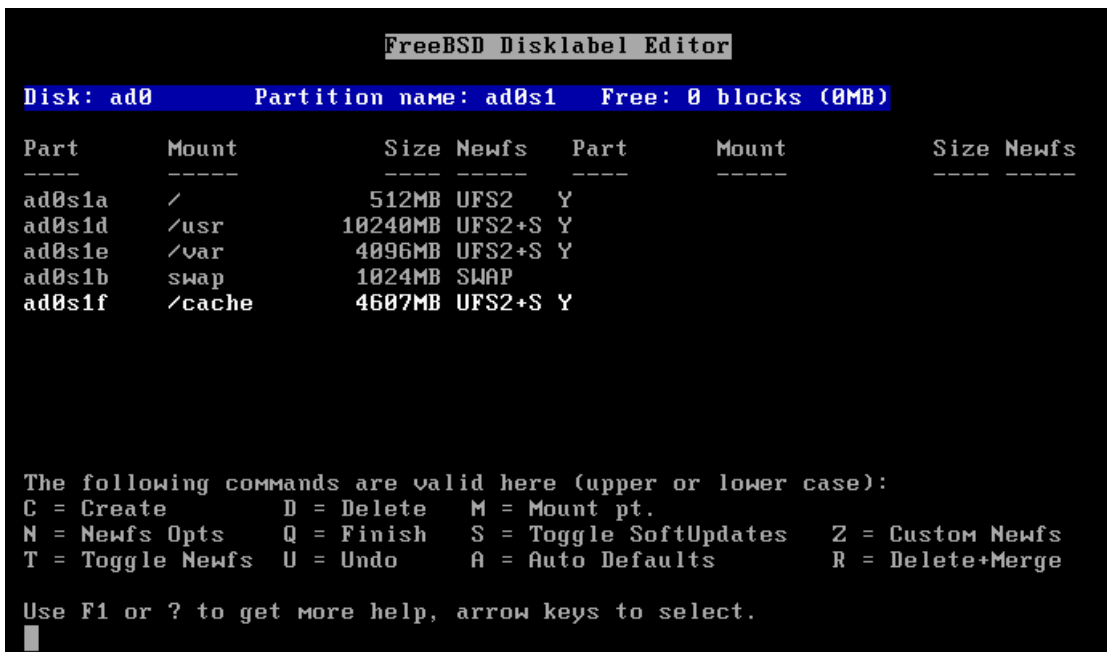 FreeBSD Disklabel Editor
Disk: ad0 Partition name: ad0s1 Free: 0 blocks (0MB)
Part Mount Size Newfs Part Mount Size Newfs
---- ----- ---- ----- ---- ----- ---- -----
ad0s1a / 512MB UFS2 Y
ad0s1d /usr 10240MB UFS2+S Y
ad0s1e /var 4096MB UFS2+S Y
ad0s1b swap 1024MB SWAP
ad0s1f /cache 4607MB UFS2+S Y
The following commands are valid here (upper or lower case):
C = Create D = Delete M = Mount pt.
N = Newfs Opts Q = Finish S = Toggle SoftUpdates Z = Custom Newfs
T = Toggle Newfs U = Undo A = Auto Defaults R = Delete+Merge
Use F1 or ? to get more help, arrow keys to select.